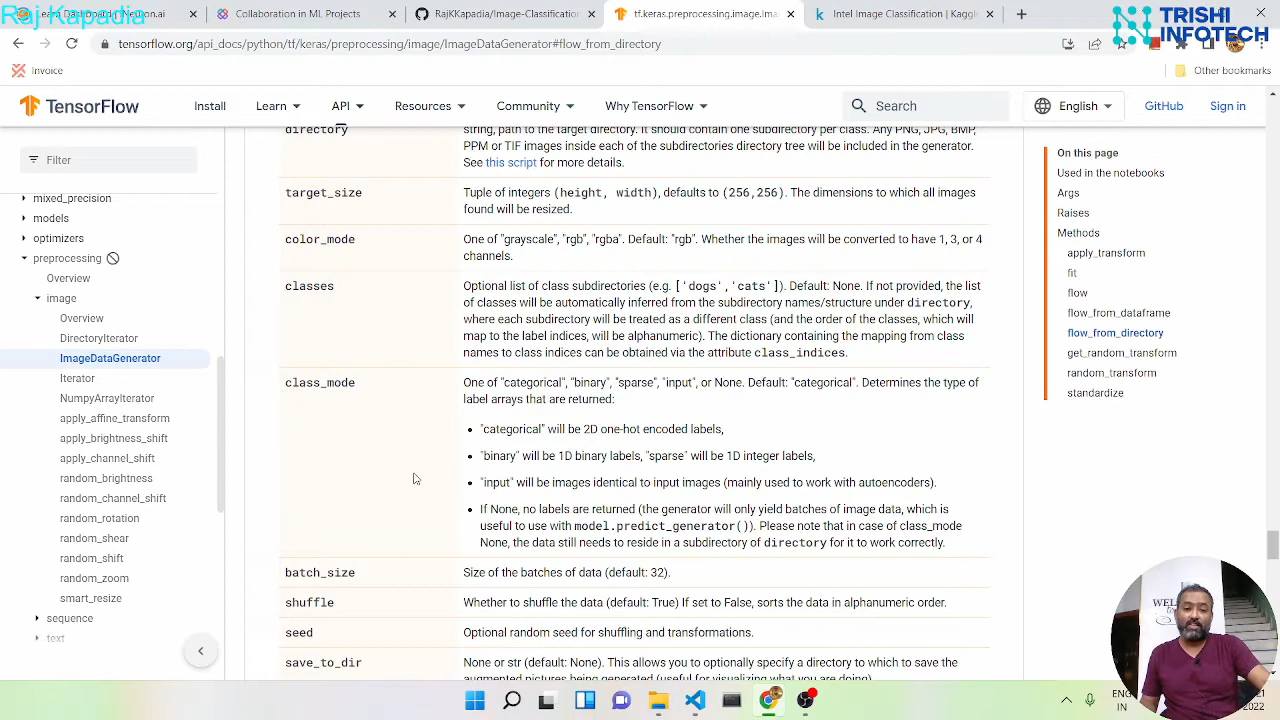 Raj Kapadia
Collaboration in ML Projects
tf.keras.preprocessing.image.ima
tensorflow.org/api_docs/python/tf/keras/preprocessing/image/ImageDataGenerator#flow_from_directory
TRISHI
INFOTECH
Invoice
Other bookmarks
TensorFlow
Install
Learn
API
Resources
Community
Why TensorFlow
Search
English
GitHub
Sign in
Filter
mixed_precision
models
optimizers
preprocessing
Overview
image
Overview
DirectoryIterator
ImageDataGenerator
Iterator
NumpyArrayIterator
apply_affine_transform
apply_brightness_shift
apply_channel_shift
random_brightness
random_channel_shift
random_rotation
random_shear
random_shift
random_zoom
smart_resize
sequence
text
directory
string, path to the target directory. It should contain one subdirectory per class. Any PNG, JPG, BMP,
PPM or TIF images inside each of the subdirectories directory tree will be included in the generator.
See this script for more details.
target_size
Tuple of integers (height, width), defaults to (256,256). The dimensions to which all images
found will be resized.
color_mode
One of "grayscale", "rgb", "rgba". Default: "rgb". Whether the images will be converted to have 1, 3, or 4
channels.
classes
Optional list of class subdirectories (e.g. ['dogs','cats']). Default: None. If not provided, the list
of classes will be automatically inferred from the subdirectory names/structure under directory,
where each subdirectory will be treated as a different class (and the order of the classes, which
will map to the label indices, will be alphanumeric). The dictionary containing the mapping from class
names to class indices can be obtained via the attribute class_indices.
class_mode
One of "categorical", "binary", "sparse", "input", or None. Default: "categorical". Determines the type of
label arrays that are returned:
• "categorical" will be 2D one-hot encoded labels,
• "binary" will be 1D binary labels, "sparse" will be 1D integer labels,
• "input" will be images identical to input images (mainly used to work with autoencoders).
• If None, no labels are returned (the generator will only yield batches of image data, which is
useful to use with model.predict_generator()). Please note that in case of class_mode
None, the data still needs to reside in a subdirectory of directory for it to work correctly.
batch_size
Size of the batches of data (default: 32).
shuffle
Whether to shuffle the data (default: True) If set to False, sorts the data in alphanumeric order.
seed
Optional random seed for shuffling and transformations.
save_to_dir
None or str (default: None). This allows you to optionally specify a directory to which to save the
augmented pictures being generated (useful for visualizing what you are doing).
On this page
Used in the notebooks
Args
Raises
Methods
apply_transform
fit
flow
flow_from_dataframe
flow_from_directory
get_random_transform
random_transform
standardize
ENG
IN